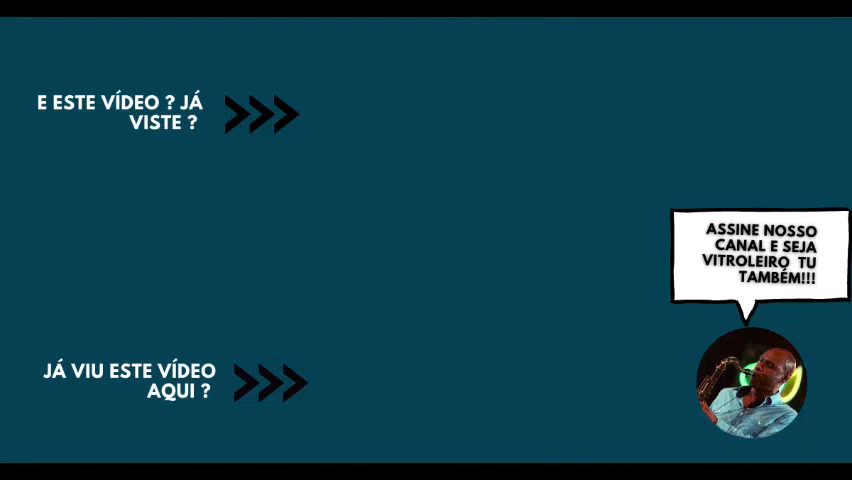 E ESTE VÍDEO ? JÁ
VISTE ?
ASSINE NOSSO
CANAL E SEJA
VITROLEIRO TU
TAMBÉM!!!
JÁ VIU ESTE VÍDEO
AQUI ?